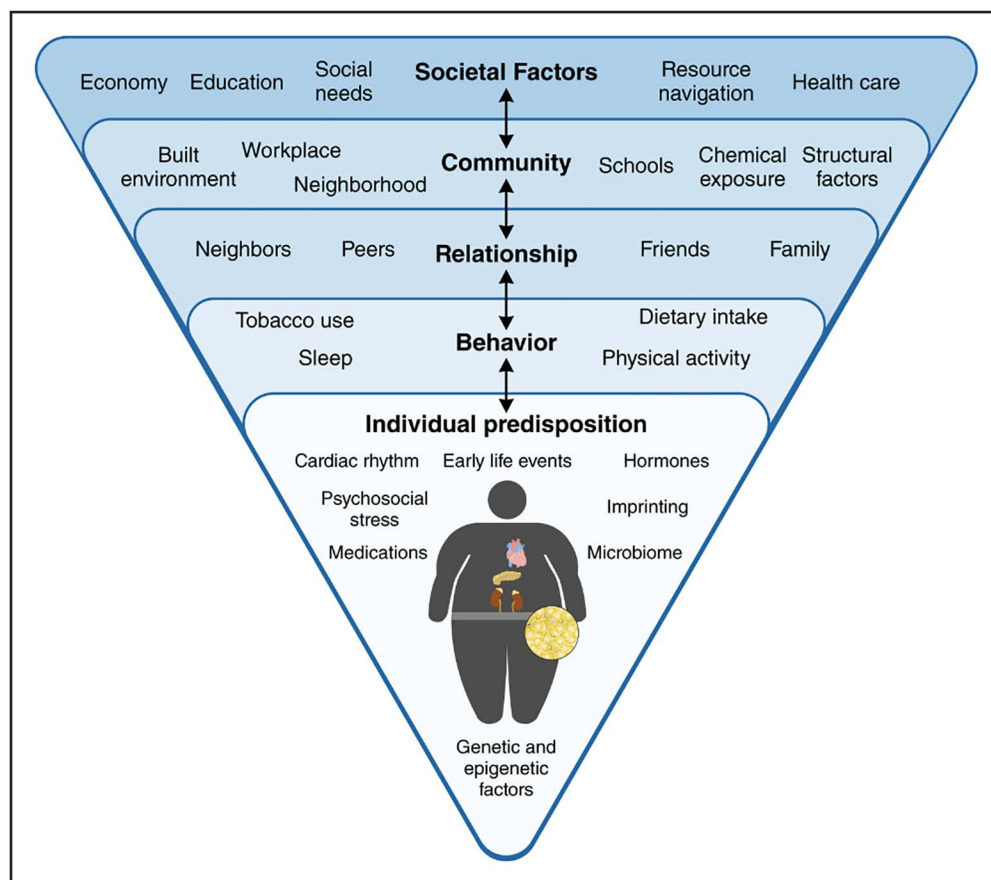 Societal Factors
Economy
Education
Social
needs
Resource
navigation
Health care
Community
Built
environment
Workplace
Neighborhood
Schools
Chemical
exposure
Structural
factors
Relationship
Neighbors
Peers
Friends
Family
Behavior
Tobacco use
Sleep
Dietary intake
Physical activity
Individual predisposition
Cardiac rhythm
Early life events
Hormones
Psychosocial
stress
Imprinting
Medications
Microbiome
Genetic and
epigenetic
factors